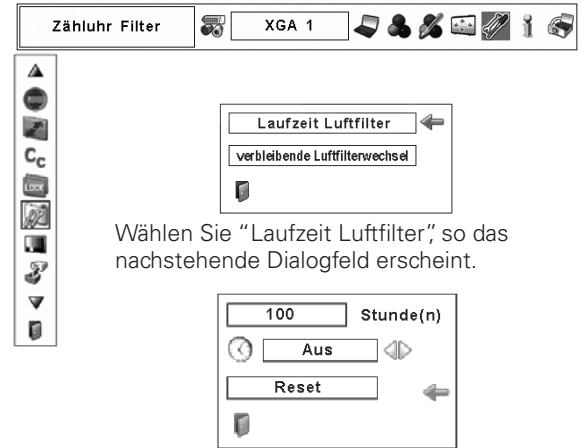 Zähluhr Filter
XGA 1
Cc
LOCK
Laufzeit Luftfilter
verbleibende Luftfilterwechsel
Wählen Sie “Laufzeit Luftfilter”, so das
nachstehende Dialogfeld erscheint.
100 Stunde(n)
Aus
Reset